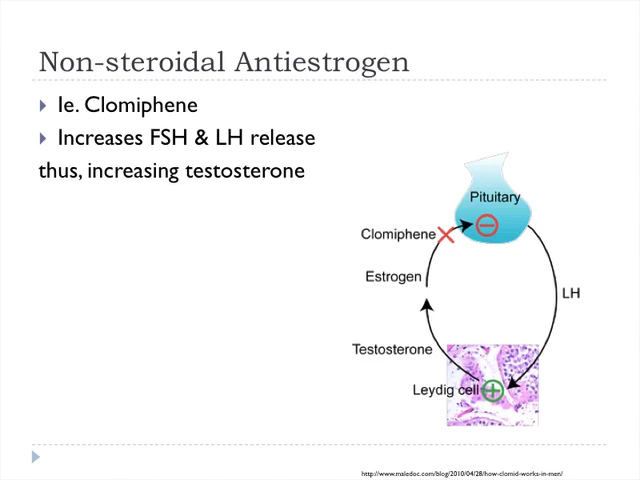 Non-steroidal Antiestrogen
Ie. Clomiphene
Increases FSH & LH release
thus, increasing testosterone
Pituitary
Clomiphene
Estrogen
LH
Testosterone
Leydig cell
http://www.maledoc.com/blog/2010/04/28/how-clomid-works-in-men/